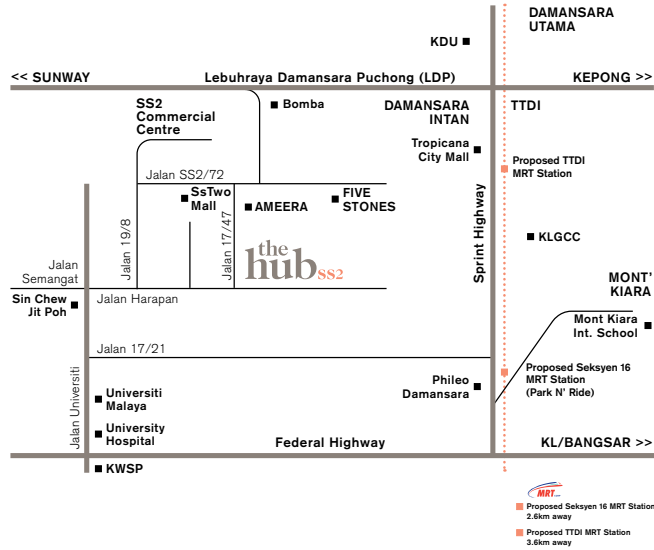 DAMANSARA
UTAMA
KDU
<< SUNWAY
Lebuhraya Damansara Puchong (LDP)
KEPONG >>
SS2
Commercial
Centre
Bomba
DAMANSARA
INTAN
TTDI
Tropicana
City Mall
Proposed TTDI
MRT Station
Jalan SS2/72
SsTwo
Mall
AMEERA
FIVE
STONES
Jalan 19/8
Jalan 17/47
the
hub SS2
Sprint Highway
KLGCC
Jalan
Semangat
MONT'
KIARA
Sin Chew
Jit Poh
Jalan Harapan
Mont Kiara
Int. School
Jalan 17/21
Proposed Seksyen 16
MRT Station
(Park N' Ride)
Phileo
Damansara
Jalan Universiti
Universiti
Malaya
University
Hospital
Federal Highway
KL/BANGSAR >>
KWSP
MRT
Proposed Seksyen 16 MRT Station
2.6km away
Proposed TTDI MRT Station
3.6km away